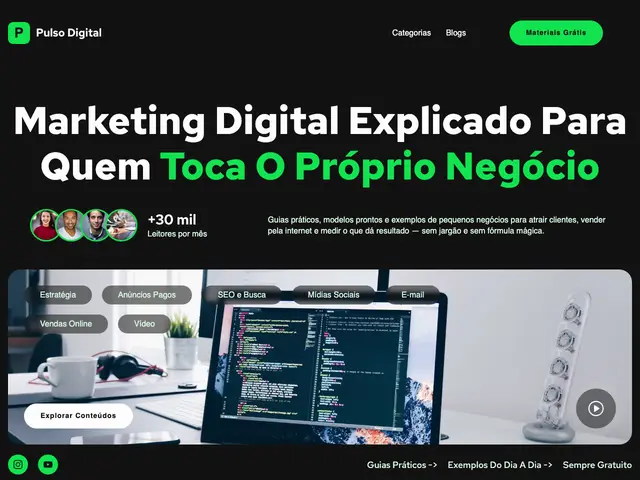 P Pulso Digital
Categorias Blogs Materiais Grátis
Marketing Digital Explicado Para
Quem Toca O Próprio Negócio
+30 mil
Leitores por mês
Guias práticos, modelos prontos e exemplos de pequenos negócios para atrair clientes, vender
pela internet e medir o que dá resultado — sem jargão e sem fórmula mágica.
Estratégia Anúncios Pagos SEO e Busca Mídias Sociais E-mail
Vendas Online Vídeo
Explorar Conteúdos
Guias Práticos -> Exemplos Do Dia A Dia -> Sempre Gratuito